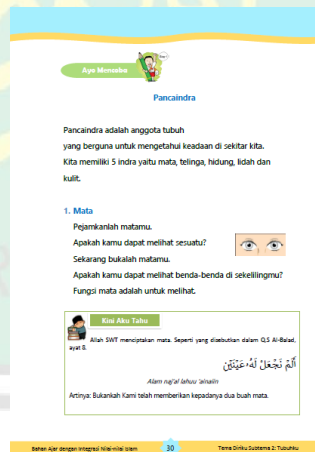 Ayo Mencoba
Pancaindra
Pancaindra adalah anggota tubuh
yang berguna untuk mengetahui keadaan di sekitar kita.
Kita memiliki 5 indra yaitu mata, telinga, hidung, lidah dan
kulit.
1. Mata
Pejamkanlah matamu.
Apakah kamu dapat melihat sesuatu?
Sekarang bukalah matamu.
Apakah kamu dapat melihat benda-benda di sekelilingmu?
Fungsi mata adalah untuk melihat.
Kini Aku Tahu
Allah SWT menciptakan mata. Seperti yang disebutkan dalam Q,S Al-Balad,
ayat 8.
أَلَمْ نَجْعَلْ لَهُ عَيْنَيْنِ
Alam naj'al lahuu 'ainaiin
Artinya: Bukankah Kami telah memberikan kepadanya dua buah mata.
Bahan Ajar dengan Integrasi Nilai-nilai Islam 30 Tema Diriku Subtema 2: Tubuhku